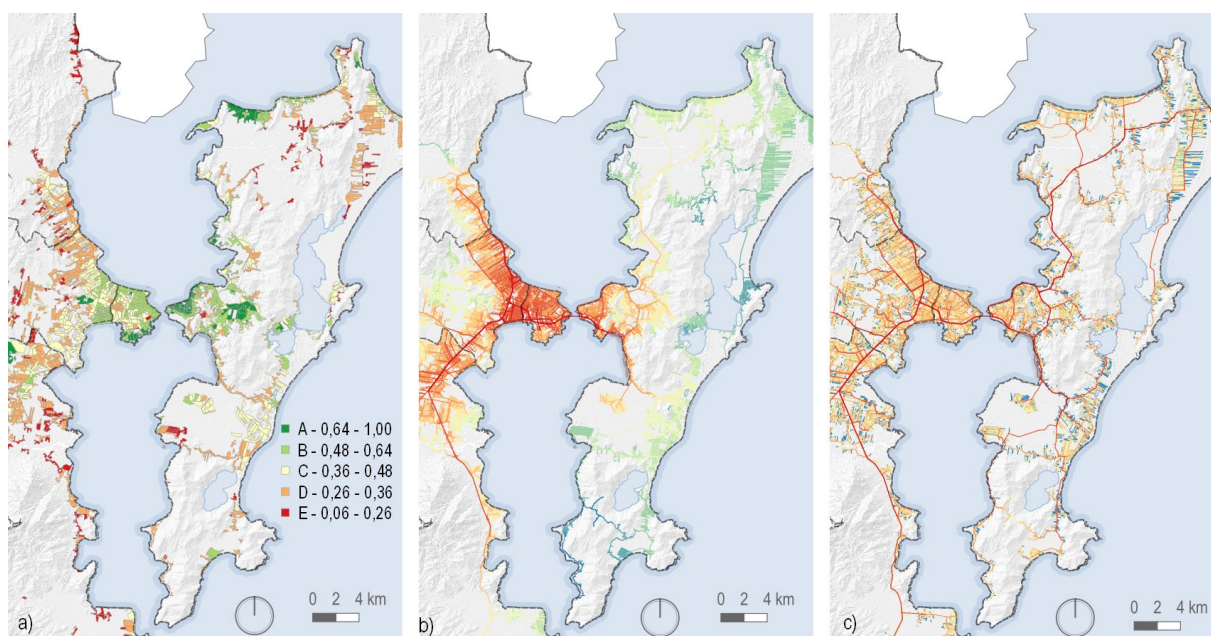 A - 0,64 - 1,00
B - 0,48 - 0,64
C - 0,36 - 0,48
D - 0,26 - 0,36
E - 0,06 - 0,26
a)
0 2 4 km
b)
0 2 4 km
c)
0 2 4 km